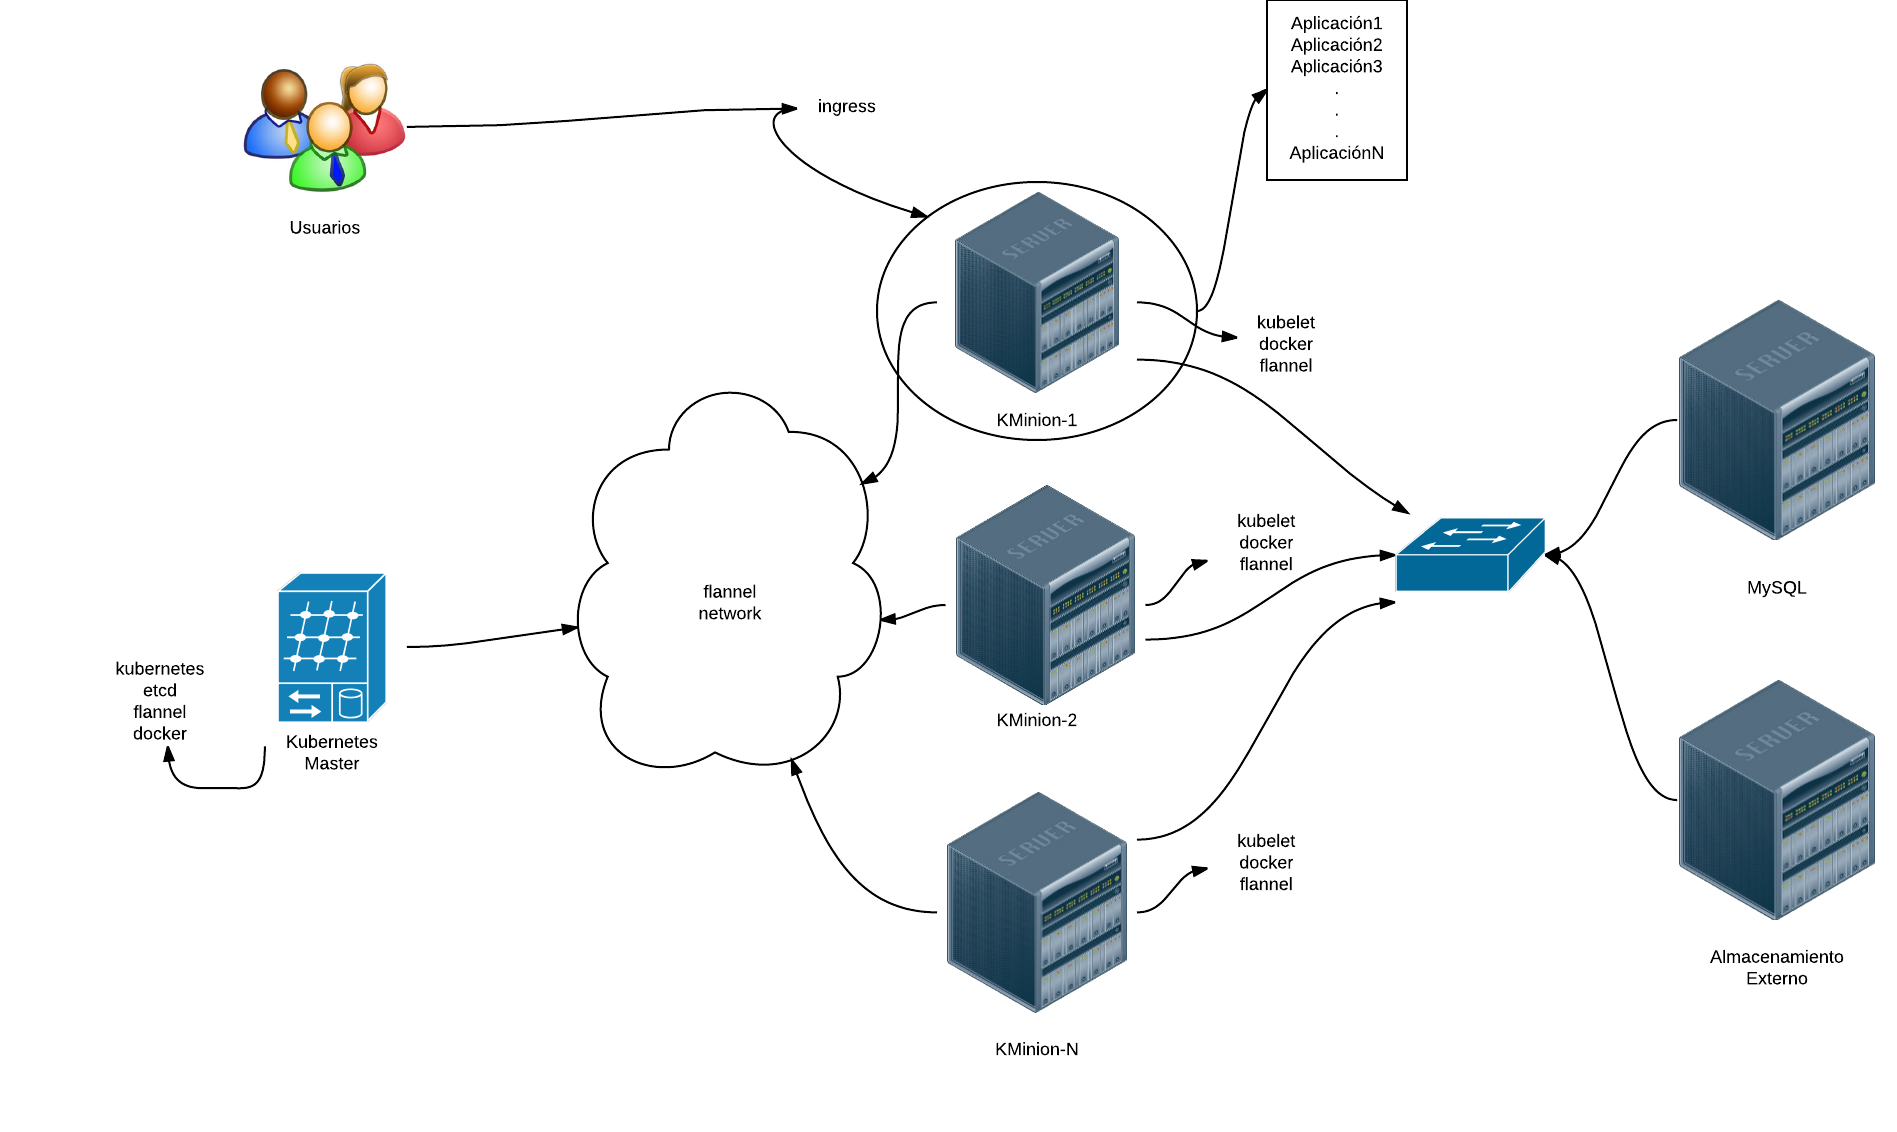 Aplicación1
Aplicación2
Aplicación3
.
.
.
AplicaciónN
ingress
Usuarios
SERVER
KMinion-1
kubelet
docker
flannel
SERVER
MySQL
flannel
network
SERVER
KMinion-2
kubelet
docker
flannel
kubernetes
etcd
flannel
docker
Kubernetes
Master
SERVER
KMinion-N
kubelet
docker
flannel
SERVER
Almacenamiento
Externo